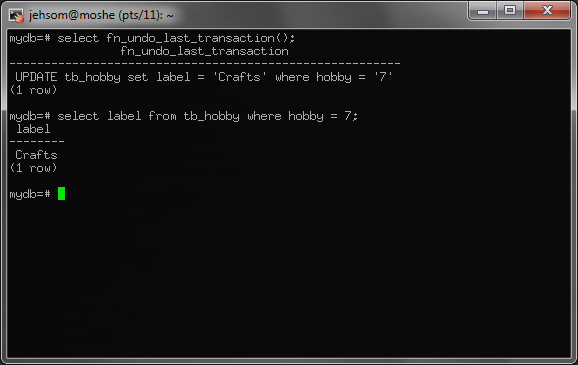 jehsom@moshe (pts/11): ~
mydb=# select fn_undo_last_transaction();
               fn_undo_last_transaction
------------------------------------------------------
 UPDATE tb_hobby set label = 'Crafts' where hobby = '7'
(1 row)
mydb=# select label from tb_hobby where hobby = 7;
 label
--------
 Crafts
(1 row)
mydb=#